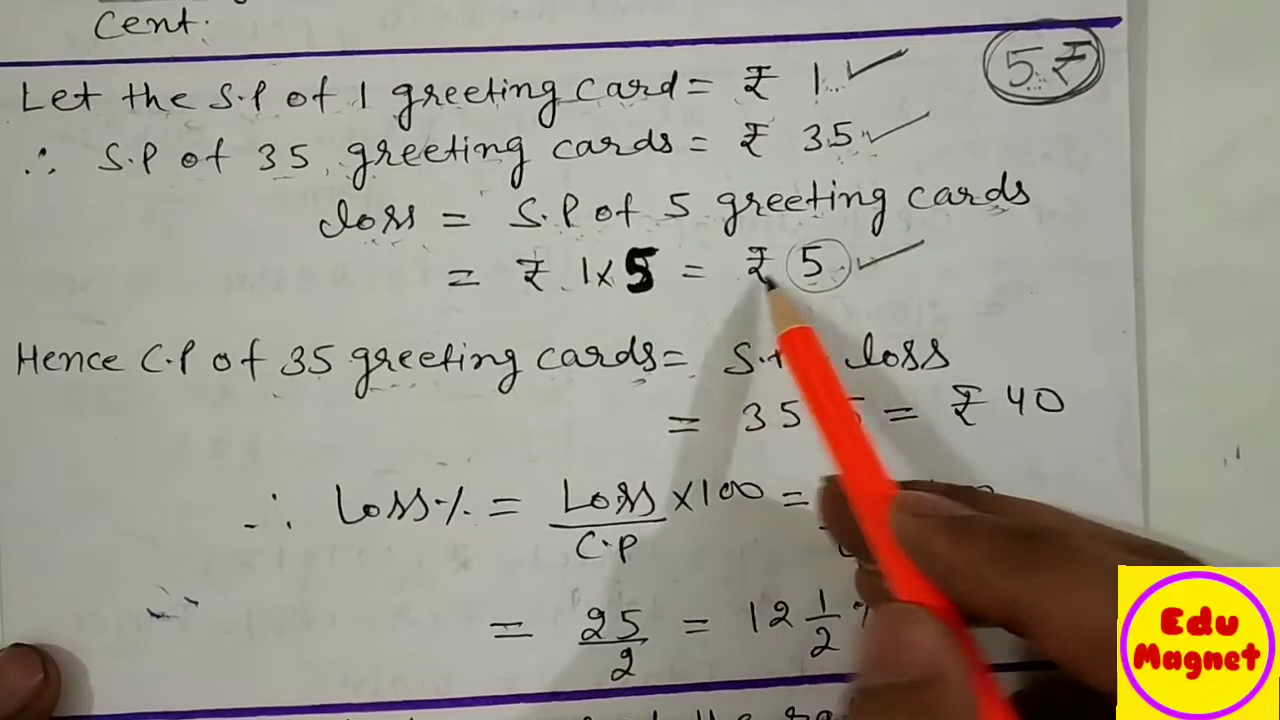 Cent.
5 ₹
Let the S.P of 1 greeting card = ₹ 1
∴ S.P of 35 greeting cards = ₹ 35
loss = S.P of 5 greeting cards
= ₹ 1×5 = ₹ 5
Hence C.P of 35 greeting cards = loss
= 35 = ₹ 40
∴ Loss% = Loss/C.P ×100 =
= 25/2 = 12 1/2
Edu
Magnet